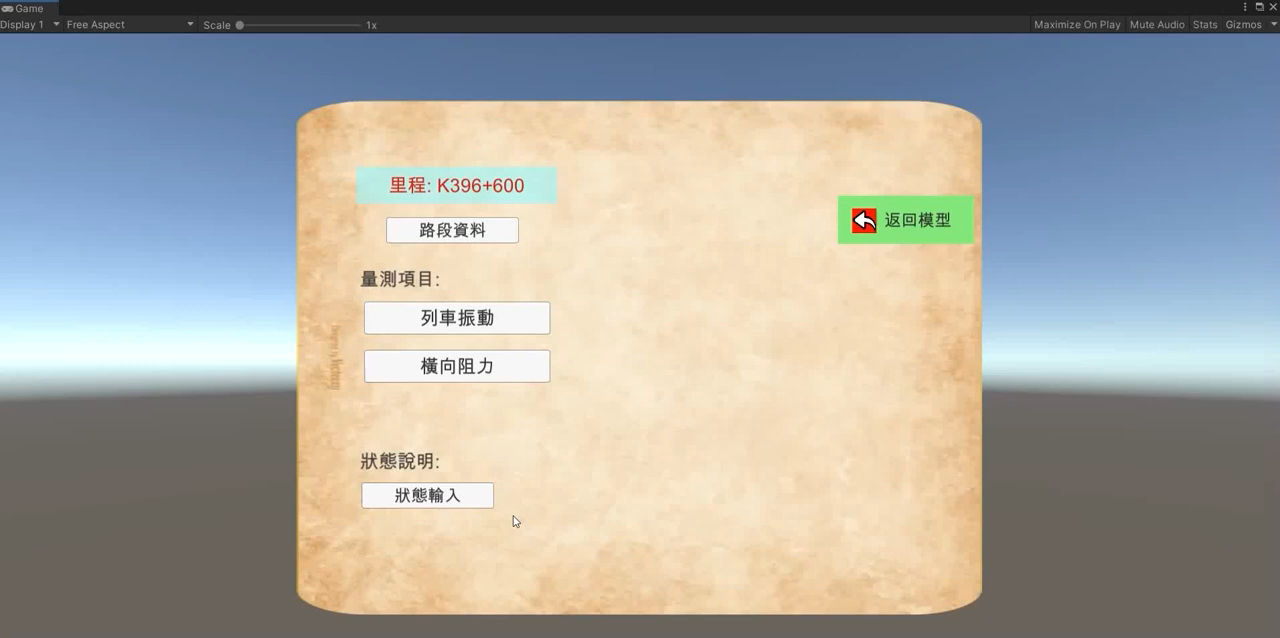 Game
Display 1 Free Aspect Scale 1x Maximize On Play Mute Audio Stats Gizmos
里程: K396+600
路段資料
返回模型
量測項目:
列車振動
橫向阻力
狀態說明:
狀態輸入